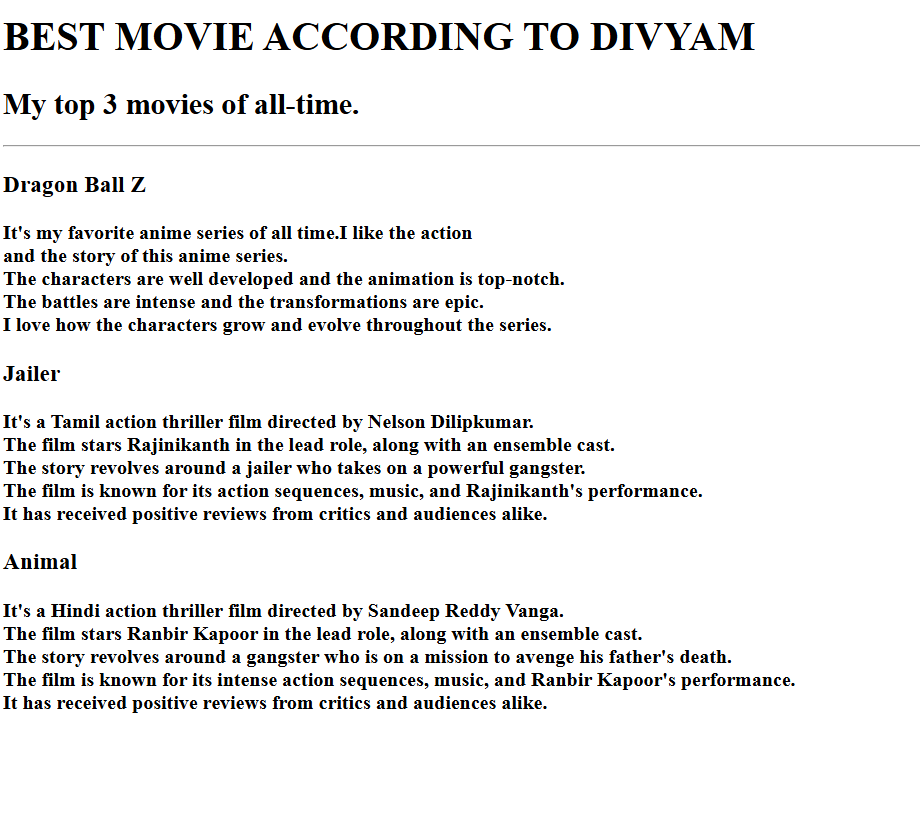 BEST MOVIE ACCORDING TO DIVYAM
My top 3 movies of all-time.
Dragon Ball Z
It's my favorite anime series of all time.I like the action
and the story of this anime series.
The characters are well developed and the animation is top-notch.
The battles are intense and the transformations are epic.
I love how the characters grow and evolve throughout the series.
Jailer
It's a Tamil action thriller film directed by Nelson Dilipkumar.
The film stars Rajinikanth in the lead role, along with an ensemble cast.
The story revolves around a jailer who takes on a powerful gangster.
The film is known for its action sequences, music, and Rajinikanth's performance.
It has received positive reviews from critics and audiences alike.
Animal
It's a Hindi action thriller film directed by Sandeep Reddy Vanga.
The film stars Ranbir Kapoor in the lead role, along with an ensemble cast.
The story revolves around a gangster who is on a mission to avenge his father's death.
The film is known for its intense action sequences, music, and Ranbir Kapoor's performance.
It has received positive reviews from critics and audiences alike.